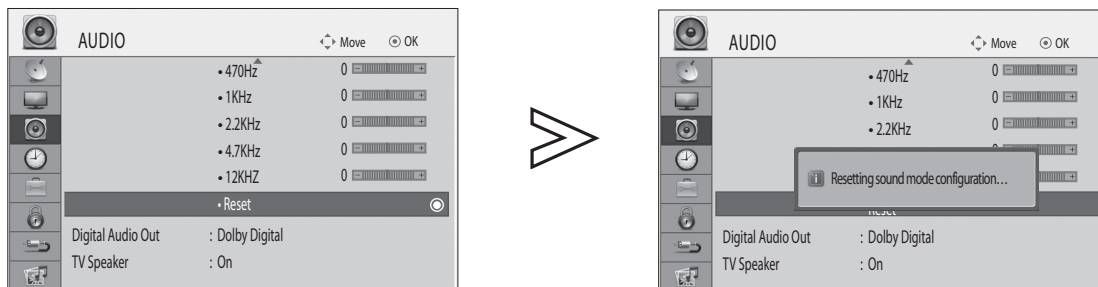 AUDIO Move OK
• 470Hz 0 - +
• 1KHz 0 - +
• 2.2KHz 0 - +
• 4.7KHz 0 - +
• 12KHZ 0 - +
• Reset
Digital Audio Out : Dolby Digital
TV Speaker : On
>
AUDIO Move OK
• 470Hz 0 - +
• 1KHz 0 - +
• 2.2KHz 0 - +
i Resetting sound mode configuration...
Digital Audio Out : Dolby Digital
TV Speaker : On